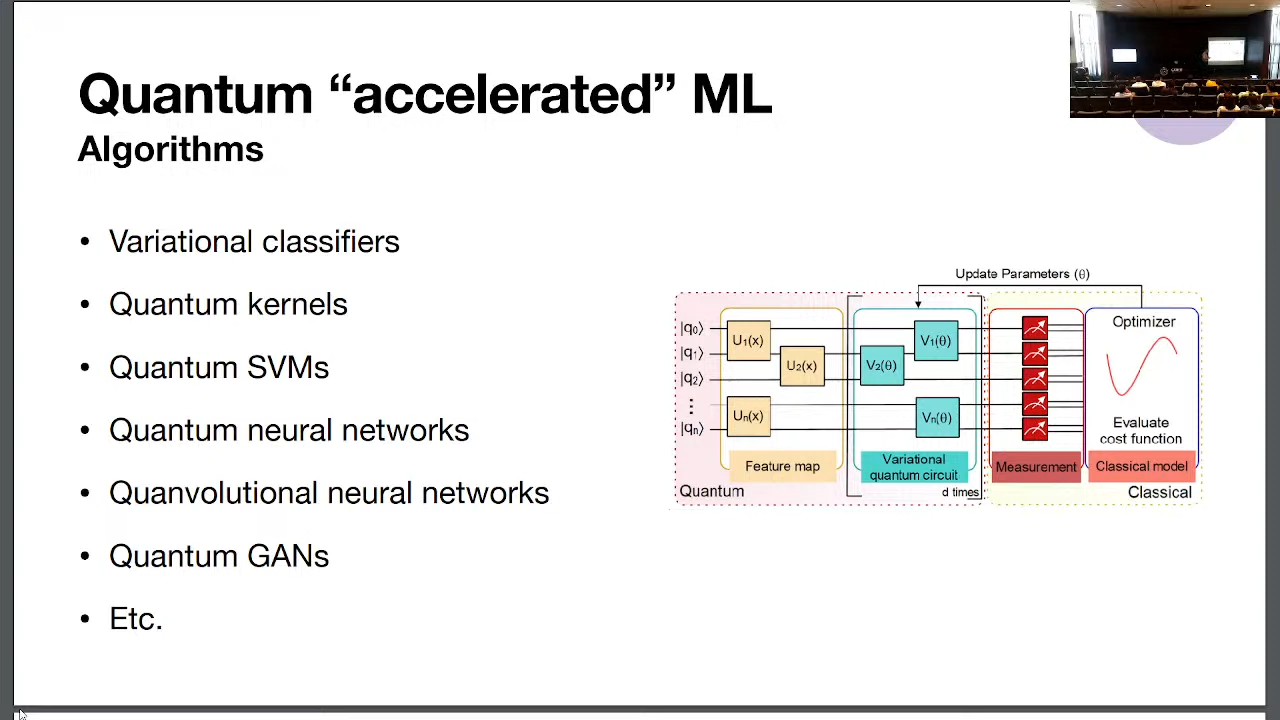 Quantum “accelerated” ML
Algorithms
• Variational classifiers
• Quantum kernels
• Quantum SVMs
• Quantum neural networks
• Quanvolutional neural networks
• Quantum GANs
• Etc.
Update Parameters (θ)
|q₀⟩
|q₁⟩
|q₂⟩
⋮
|qₙ⟩
U₁(x)
U₂(x)
Uₙ(x)
Feature map
Quantum
V₁(θ)
V₂(θ)
Vₙ(θ)
Variational
quantum circuit
d times
Measurement
Optimizer
Evaluate
cost function
Classical model
Classical